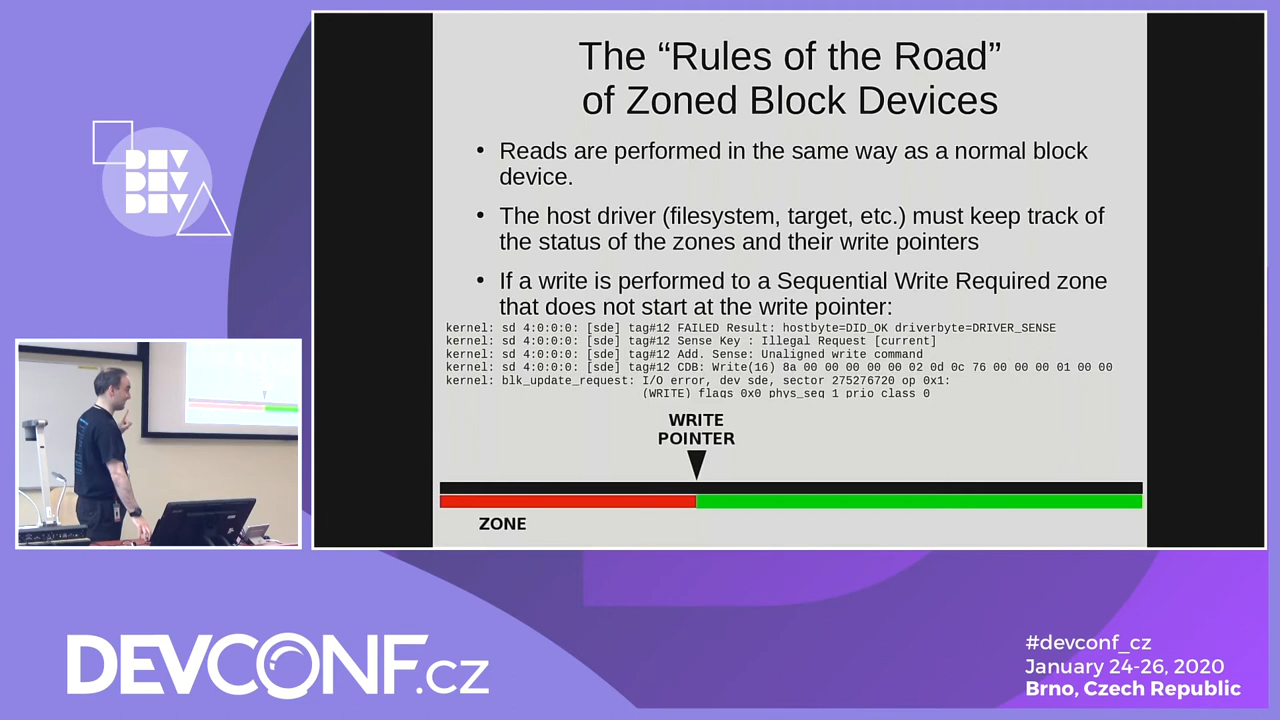 The “Rules of the Road”
of Zoned Block Devices
• Reads are performed in the same way as a normal block
device.
• The host driver (filesystem, target, etc.) must keep track of
the status of the zones and their write pointers
• If a write is performed to a Sequential Write Required zone
that does not start at the write pointer:
kernel: sd 4:0:0:0: [sde] tag#12 FAILED Result: hostbyte=DID_OK driverbyte=DRIVER_SENSE
kernel: sd 4:0:0:0: [sde] tag#12 Sense Key : Illegal Request [current]
kernel: sd 4:0:0:0: [sde] tag#12 Add. Sense: Unaligned write command
kernel: sd 4:0:0:0: [sde] tag#12 CDB: Write(16) 8a 00 00 00 00 00 02 0d 0c 76 00 00 00 01 00 00
kernel: blk_update_request: I/O error, dev sde, sector 275276720 op 0x1:
(WRITE) flags 0x0 phys_seg 1 prio class 0
WRITE
POINTER
ZONE
DEV
DEV
DEV
DEVCONF.cz
#devconf_cz
January 24-26, 2020
Brno, Czech Republic